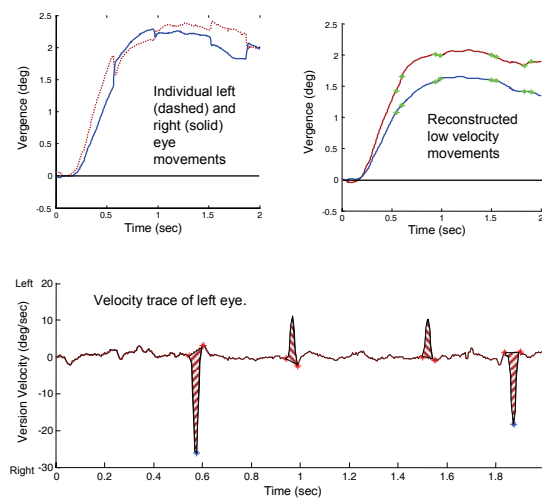 2.5
2
1.5
1
0.5
0
-0.5
Vergence (deg)
0
0.5
1
1.5
2
Time (sec)
Individual left
(dashed) and
right (solid)
eye
movements
2.5
2
1.5
1
0.5
0
-0.5
Vergence (deg)
0
0.5
1
1.5
2
Time (sec)
Reconstructed
low velocity
movements
Left
20
10
0
-10
-20
-30
Right
Version Velocity (deg/sec)
Velocity trace of left eye.
0
0.2
0.4
0.6
0.8
1
1.2
1.4
1.6
1.8
Time (sec)